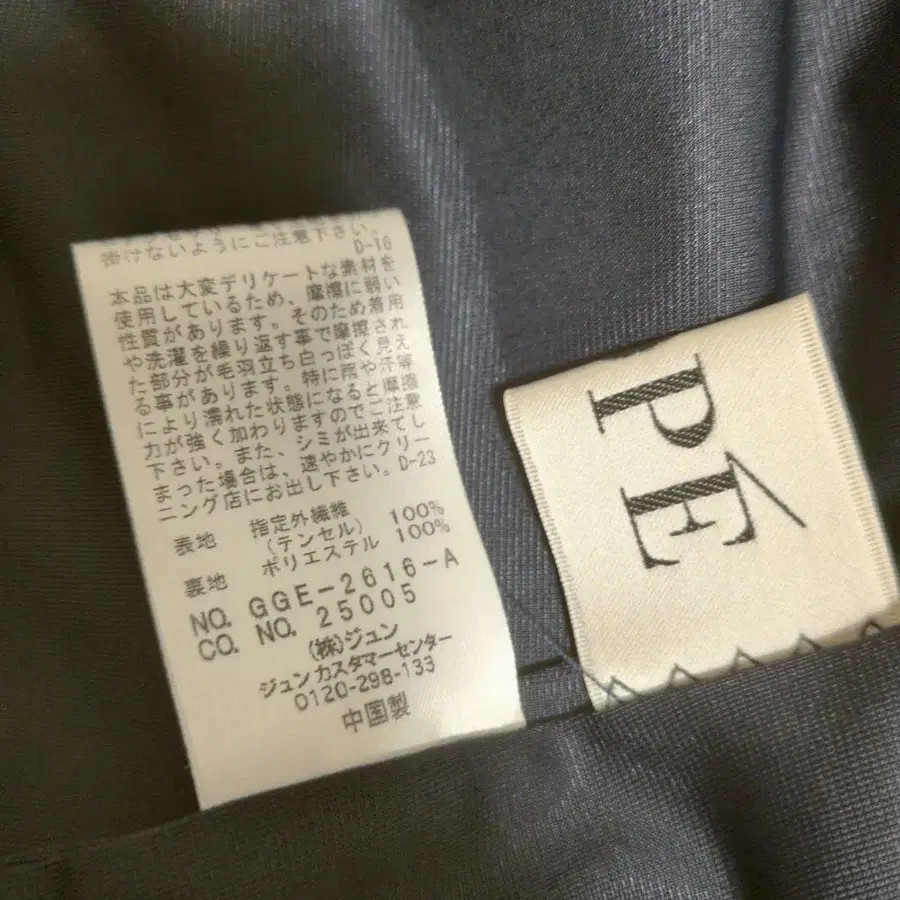 掛けないようにご注意下さい。
D-16
本品は大変デリケートな素材を
使用しているため、摩擦に弱い
性質があります。そのため着用
や洗濯を繰り返す事で摩擦され
た部分が毛羽立ち白っぽく見え
る事があります。特に雨や汗等
により濡れた状態になると摩擦
力が強く加わりますのでご注意
下さい。また、シミが出来てし
まった場合は、速やかにクリー
ニング店にお出し下さい。D-23
表地 指定外繊維 100%
(テンセル)
裏地 ポリエステル 100%
NO. GGE-2616-A
CO. NO. 25005
(株)ジュン
ジュンカスタマーセンター
0120-298-133
中国製
PÉ